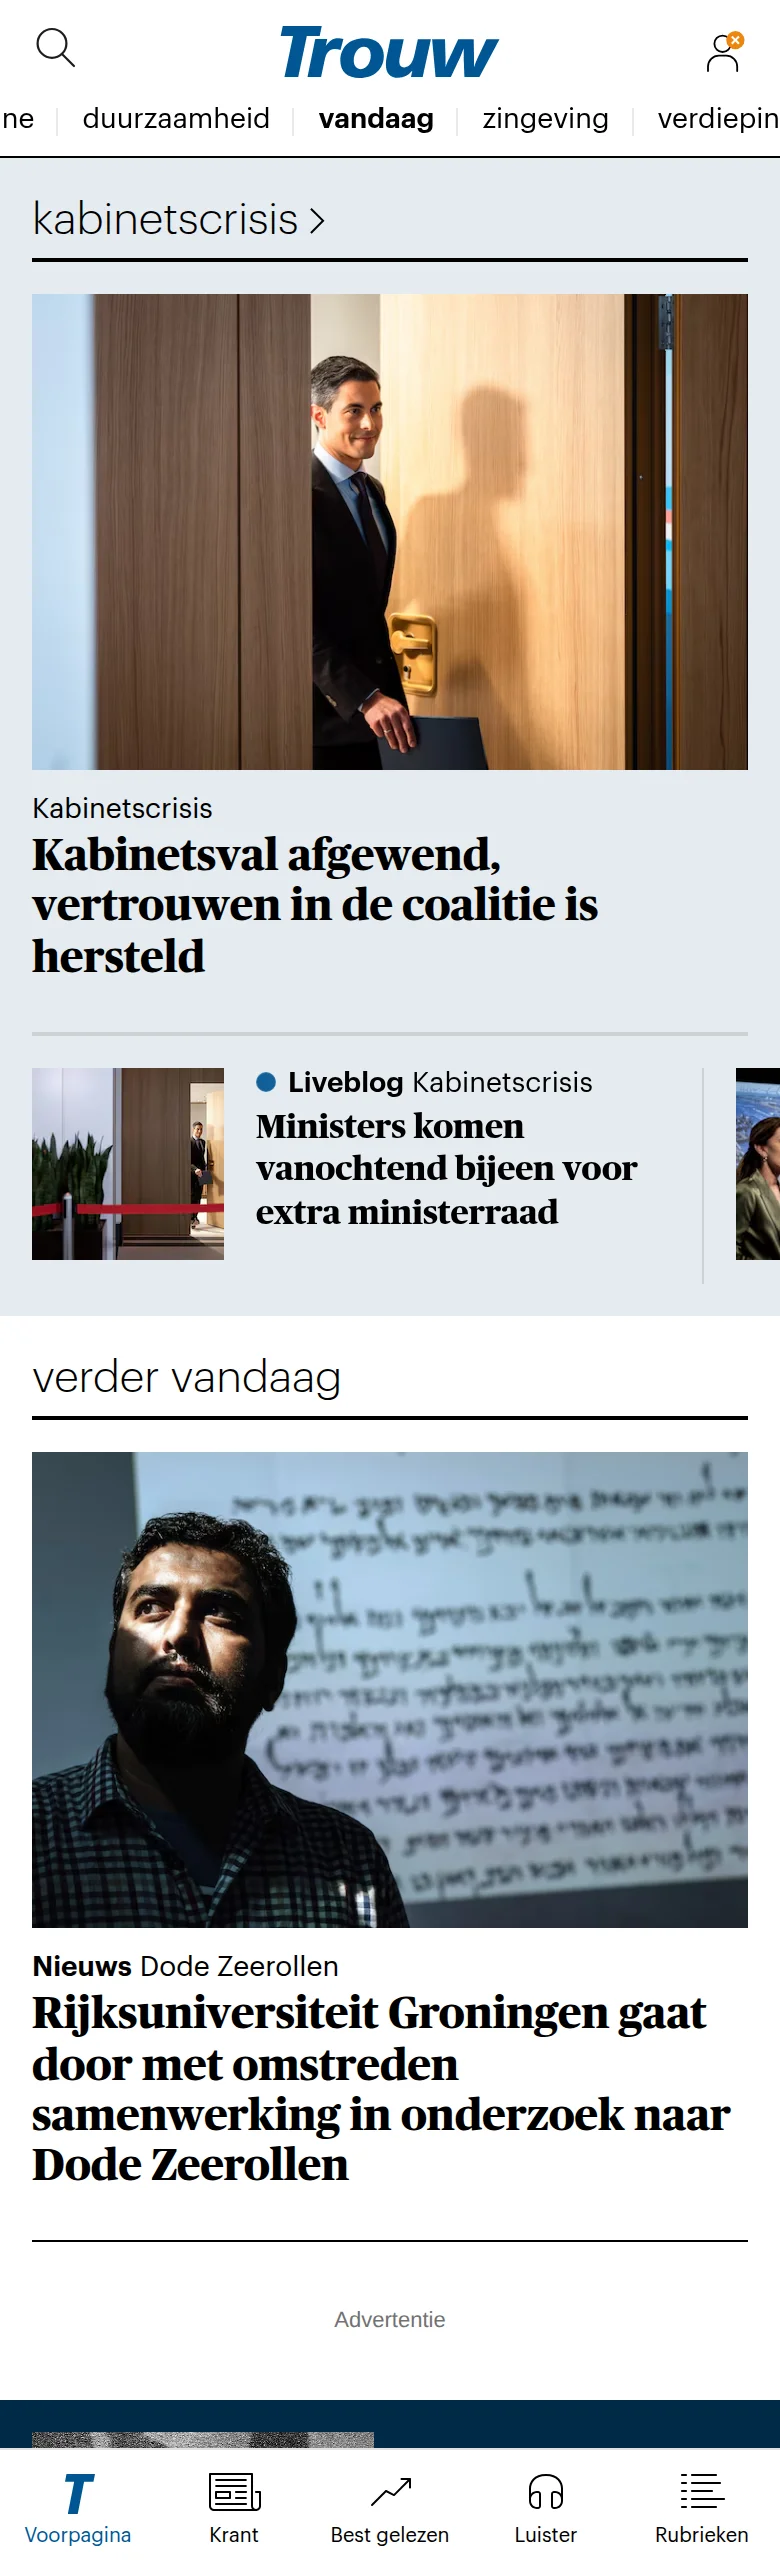 Trouw
ne
duurzaamheid
vandaag
zingeving
verdiepin
kabinetscrisis
Kabinetscrisis
Kabinetsval afgewend,
vertrouwen in de coalitie is
hersteld
Liveblog Kabinetscrisis
Ministers komen
vanochtend bijeen voor
extra ministerraad
verder vandaag
Nieuws Dode Zeerollen
Rijksuniversiteit Groningen gaat
door met omstreden
samenwerking in onderzoek naar
Dode Zeerollen
Advertentie
T
Voorpagina
Krant
Best gelezen
Luister
Rubrieken